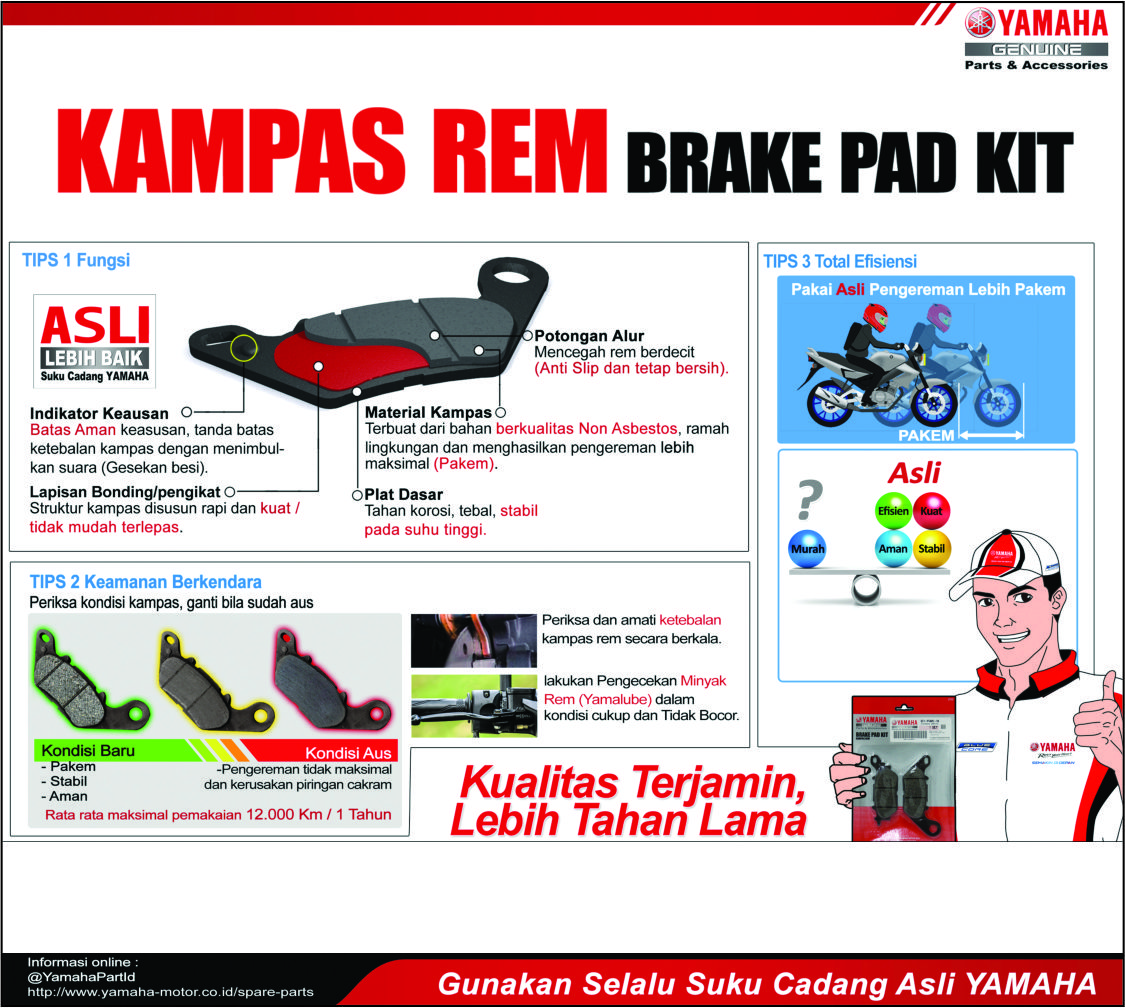 YAMAHA
GENUINE
Parts & Accessories
KAMPAS REM BRAKE PAD KIT
TIPS 1 Fungsi
ASLI
LEBIH BAIK
Suku Cadang YAMAHA
Potongan Alur
Mencegah rem berdecit
(Anti Slip dan tetap bersih).
Indikator Keausan
Batas Aman keasusan, tanda batas
ketebalan kampas dengan menimbul-
kan suara (Gesekan besi).
Lapisan Bonding/pengikat
Struktur kampas disusun rapi dan kuat /
tidak mudah terlepas.
Material Kampas
Terbuat dari bahan berkualitas Non Asbestos, ramah
lingkungan dan menghasilkan pengereman lebih
maksimal (Pakem).
Plat Dasar
Tahan korosi, tebal, stabil
pada suhu tinggi.
TIPS 2 Keamanan Berkendara
Periksa kondisi kampas, ganti bila sudah aus
Kondisi Baru
- Pakem
- Stabil
- Aman
Kondisi Aus
-Pengereman tidak maksimal
dan kerusakan piringan cakram
Rata rata maksimal pemakaian 12.000 Km / 1 Tahun
Periksa dan amati ketebalan
kampas rem secara berkala.
lakukan Pengecekan Minyak
Rem (Yamalube) dalam
kondisi cukup dan Tidak Bocor.
TIPS 3 Total Efisiensi
Pakai Asli Pengereman Lebih Pakem
PAKEM
?
Asli
Efisien
Kuat
Murah
Aman
Stabil
YAMAHA
YAMAHA
YAMAHA
BRAKE PAD KIT
BLUE
CORE
YAMAHA
Kualitas Terjamin,
Lebih Tahan Lama
Informasi online :
@YamahaPartId
http://www.yamaha-motor.co.id/spare-parts
Gunakan Selalu Suku Cadang Asli YAMAHA